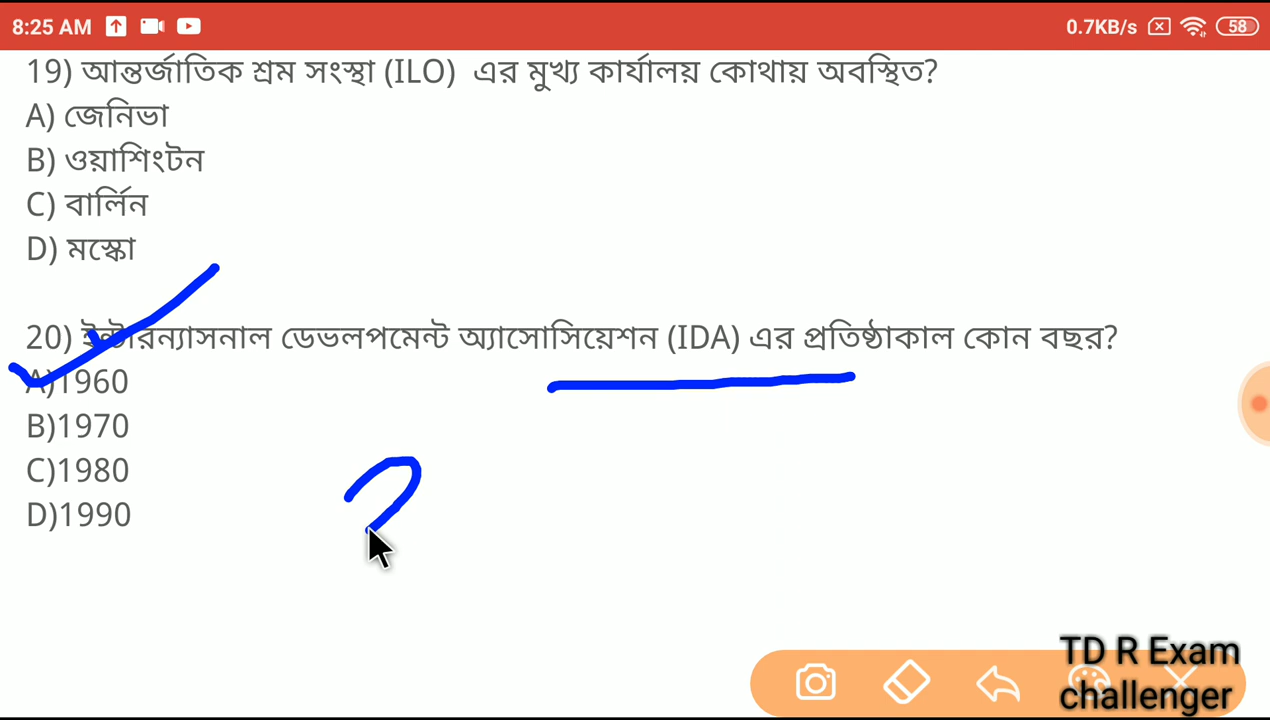 8:25 AM 0.7KB/s 58
19) আন্তর্জাতিক শ্রম সংস্থা (ILO) এর মুখ্য কার্যালয় কোথায় অবস্থিত?
A) জেনিভা
B) ওয়াশিংটন
C) বার্লিন
D) মস্কো
20) ইন্টারন্যাসনাল ডেভলপমেন্ট অ্যাসোসিয়েশন (IDA) এর প্রতিষ্ঠাকাল কোন বছর?
A)1960
B)1970
C)1980
D)1990
?
TD R Exam
challenger